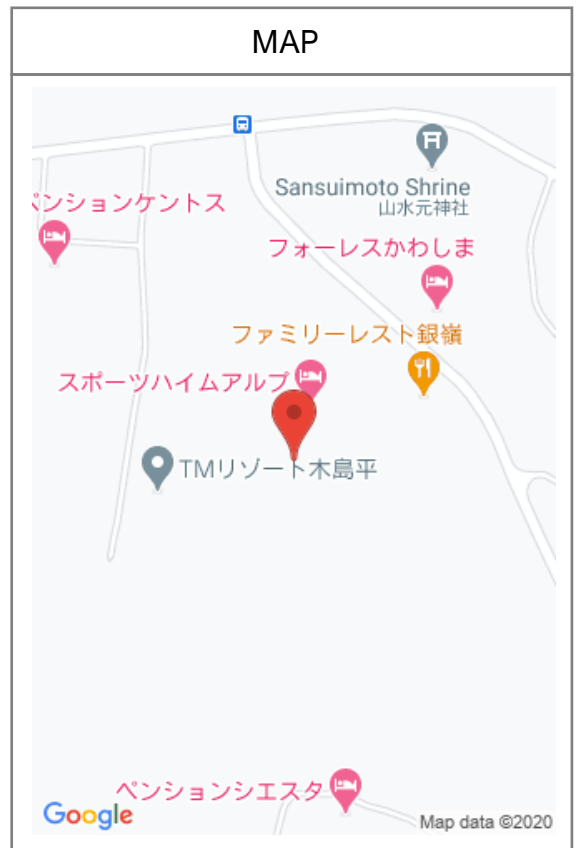 MAP
Sansuimoto Shrine
山水元神社
ペンションケントス
フォーレスかわしま
ファミリーレスト銀嶺
スポーツハイムアルプ
TMリゾート木島平
ペンションシエスタ
Google
Map data ©2020